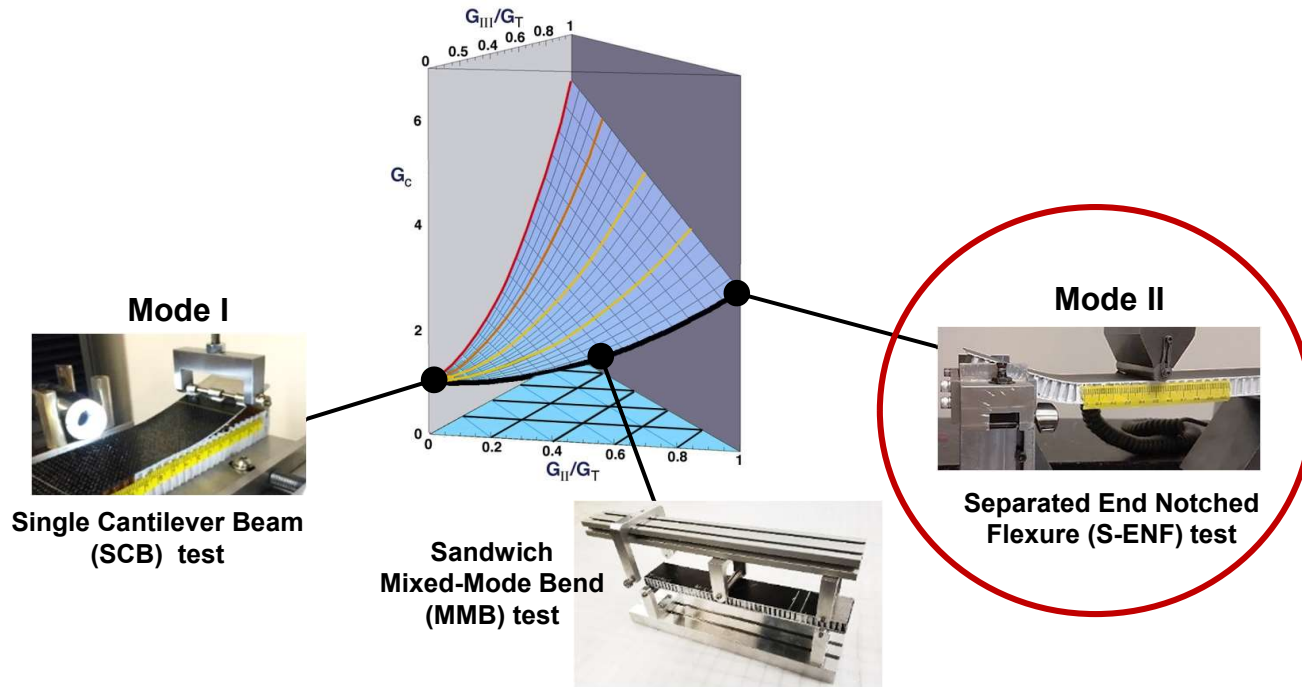 G_III/G_T
0 0.5 0.4 0.6 0.8 1
6
G_c
4
2
0
0 0.2 0.4 0.6 0.8 1
G_II/G_T
Mode I
Single Cantilever Beam
(SCB) test
Sandwich
Mixed-Mode Bend
(MMB) test
Mode II
Separated End Notched
Flexure (S-ENF) test